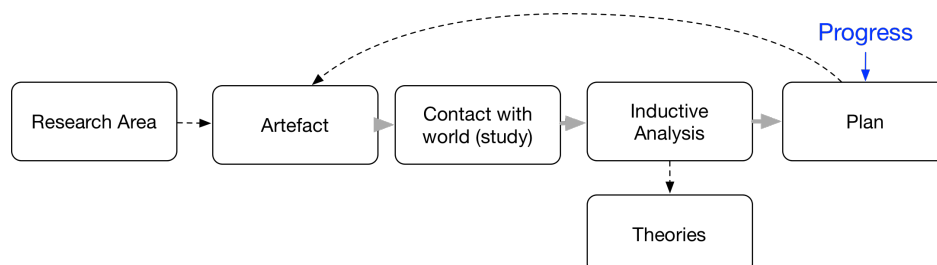 Progress
Research Area
Artefact
Contact with
world (study)
Inductive
Analysis
Plan
Theories